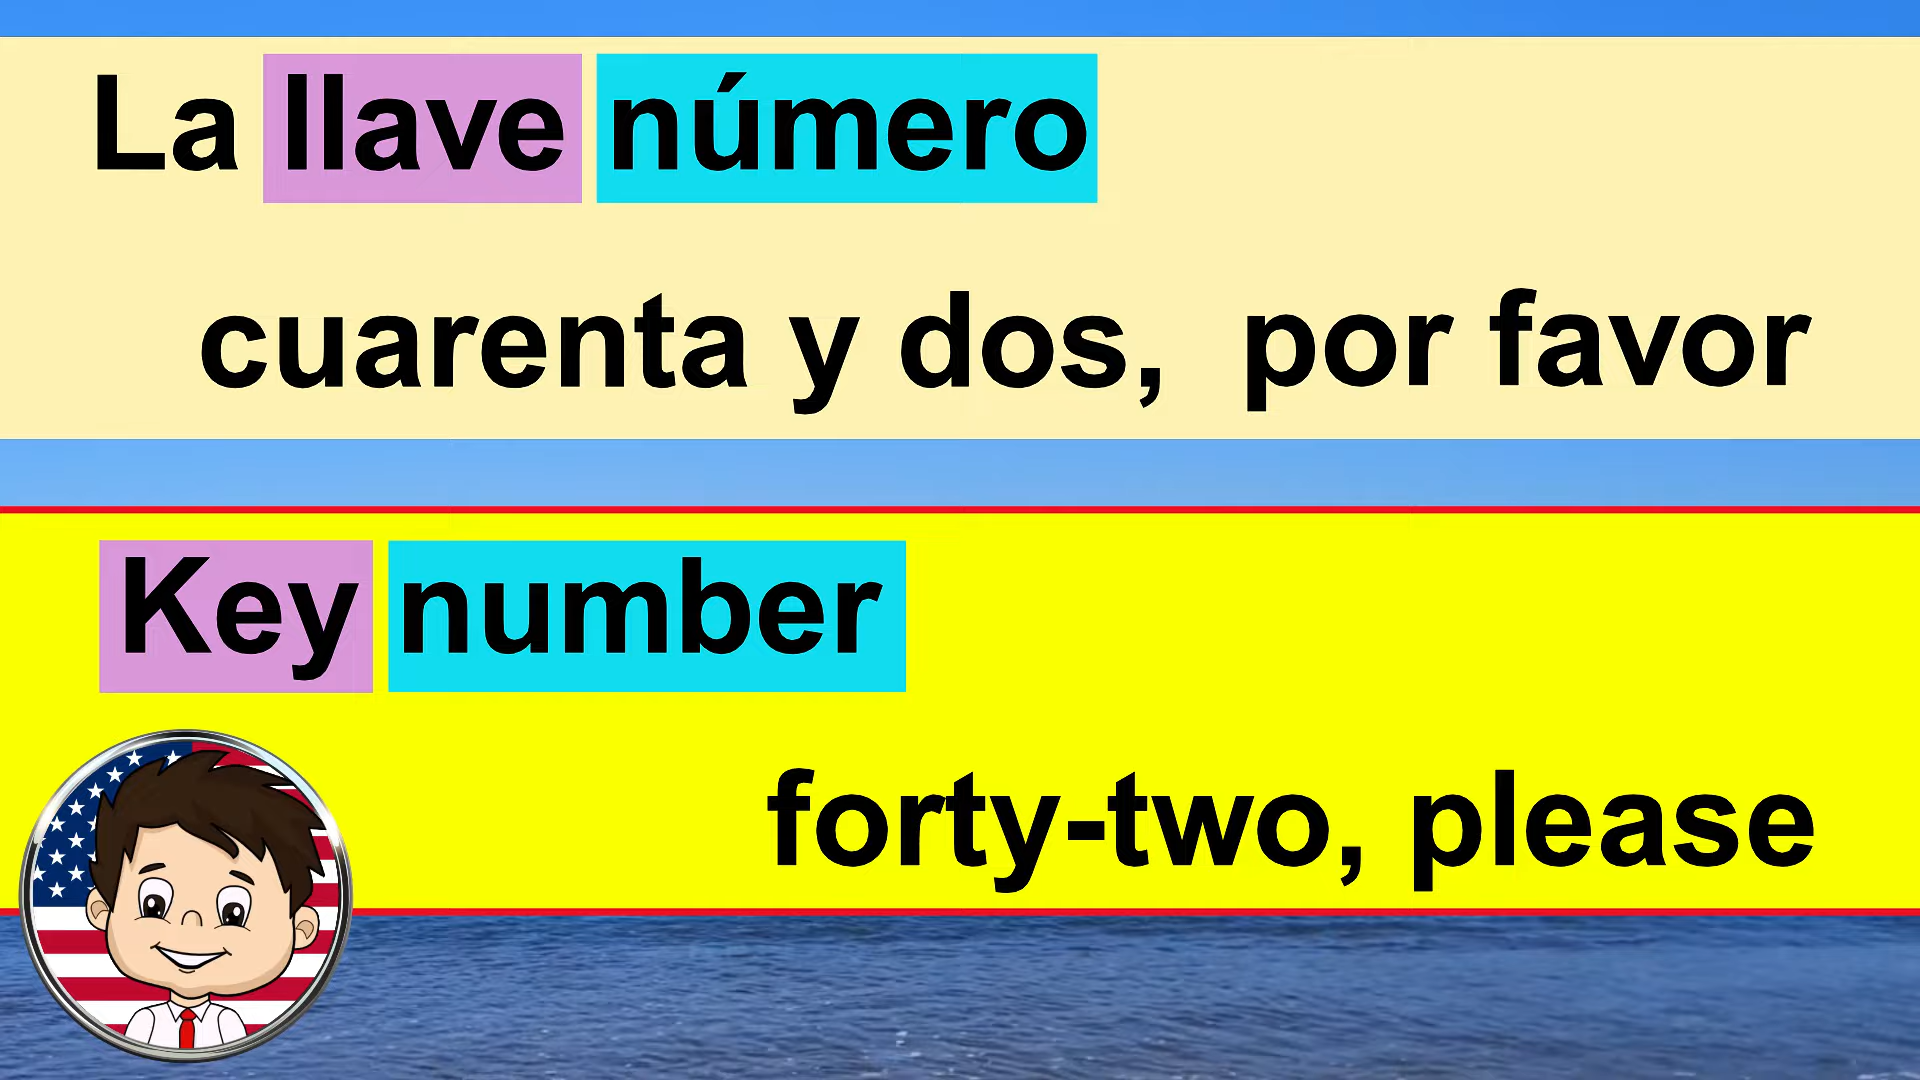 La llave número
cuarenta y dos, por favor
Key number
forty-two, please